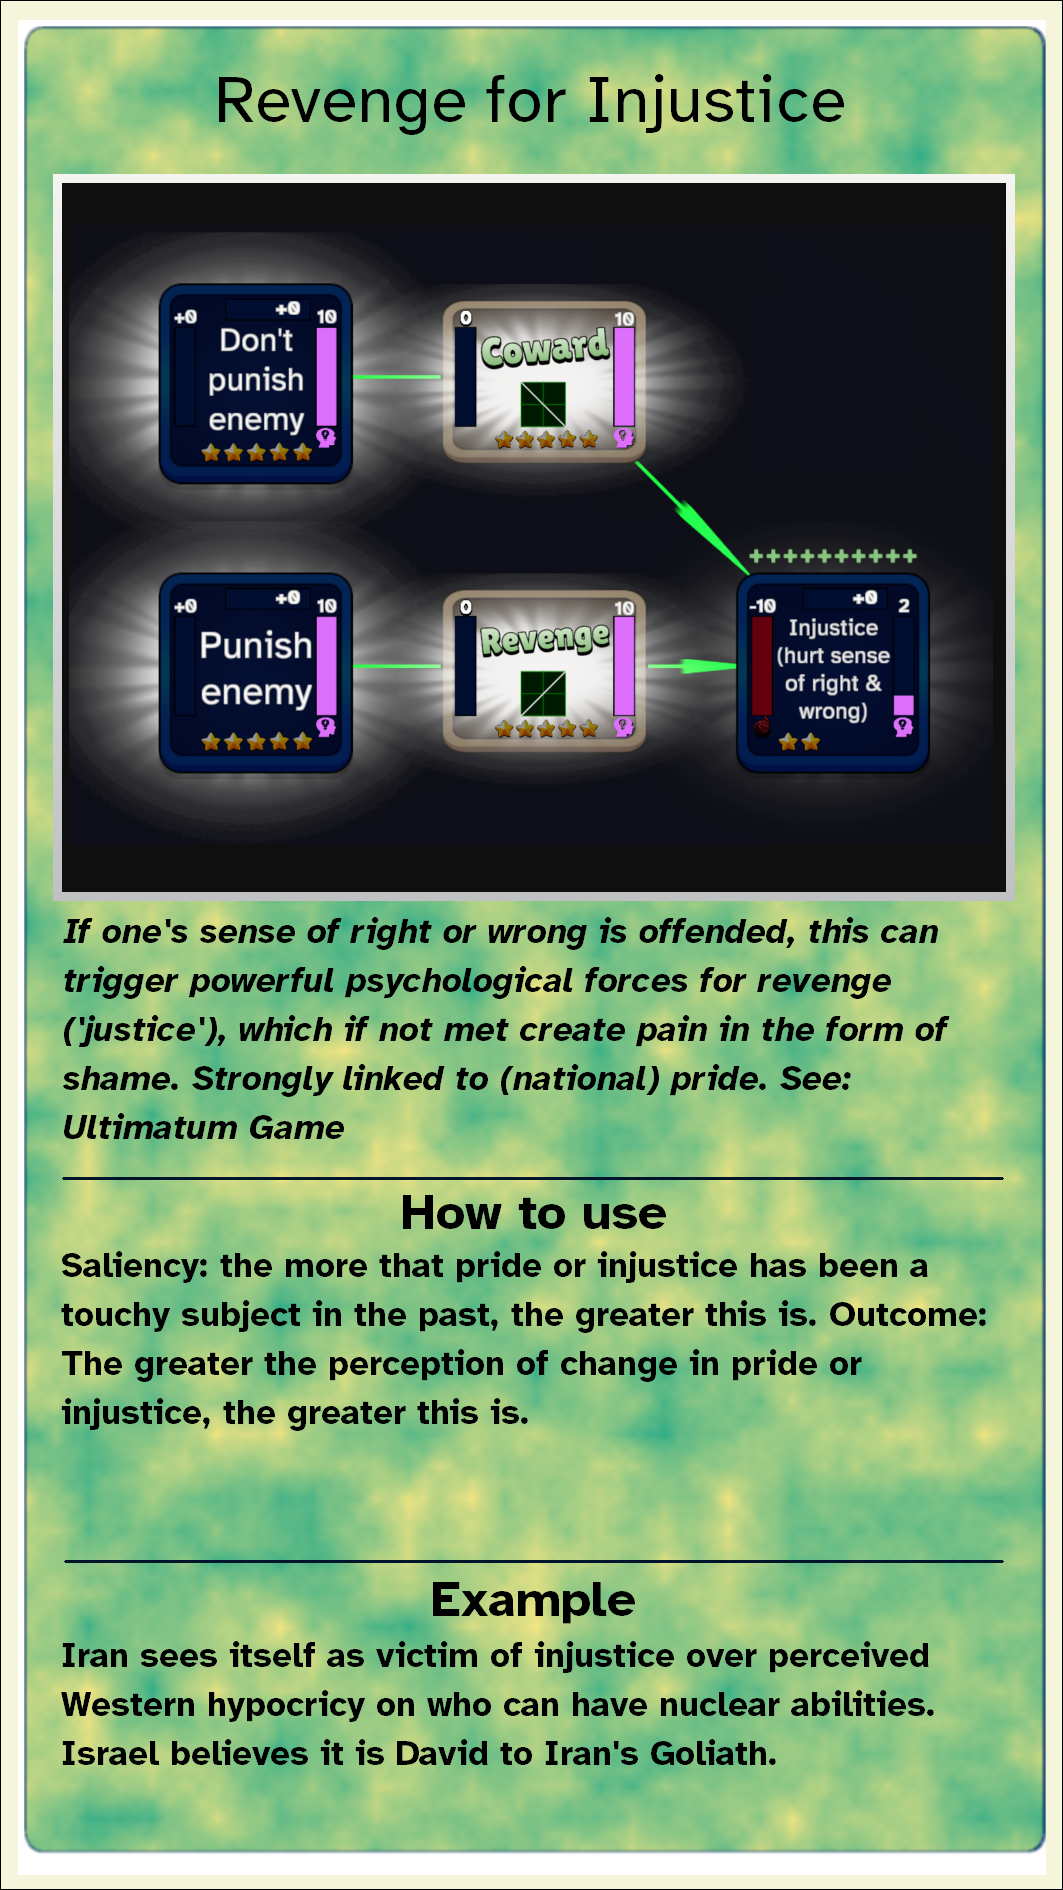 Revenge for Injustice
+0
+0 10
Don't
punish
enemy
0 10
Coward
++++++++++
+0
+0 10
Punish
enemy
0 10
Revenge
+0
-10 2
Injustice
(hurt sense
of right &
wrong)
If one's sense of right or wrong is offended, this can
trigger powerful psychological forces for revenge
('justice'), which if not met create pain in the form of
shame. Strongly linked to (national) pride. See:
Ultimatum Game
How to use
Saliency: the more that pride or injustice has been a
touchy subject in the past, the greater this is. Outcome:
The greater the perception of change in pride or
injustice, the greater this is.
Example
Iran sees itself as victim of injustice over perceived
Western hypocricy on who can have nuclear abilities.
Israel believes it is David to Iran's Goliath.